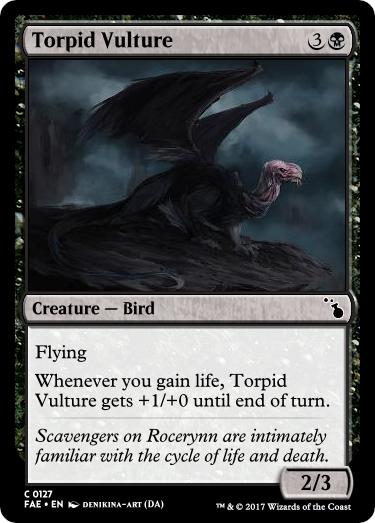 Torpid Vulture 3
Creature — Bird
Flying
Whenever you gain life, Torpid
Vulture gets +1/+0 until end of turn.
Scavengers on Rocerynn are intimately
familiar with the cycle of life and death.
2/3
C 0127
FAE • EN DENIKINA-ART (DA)
™ & © 2017 Wizards of the Coast